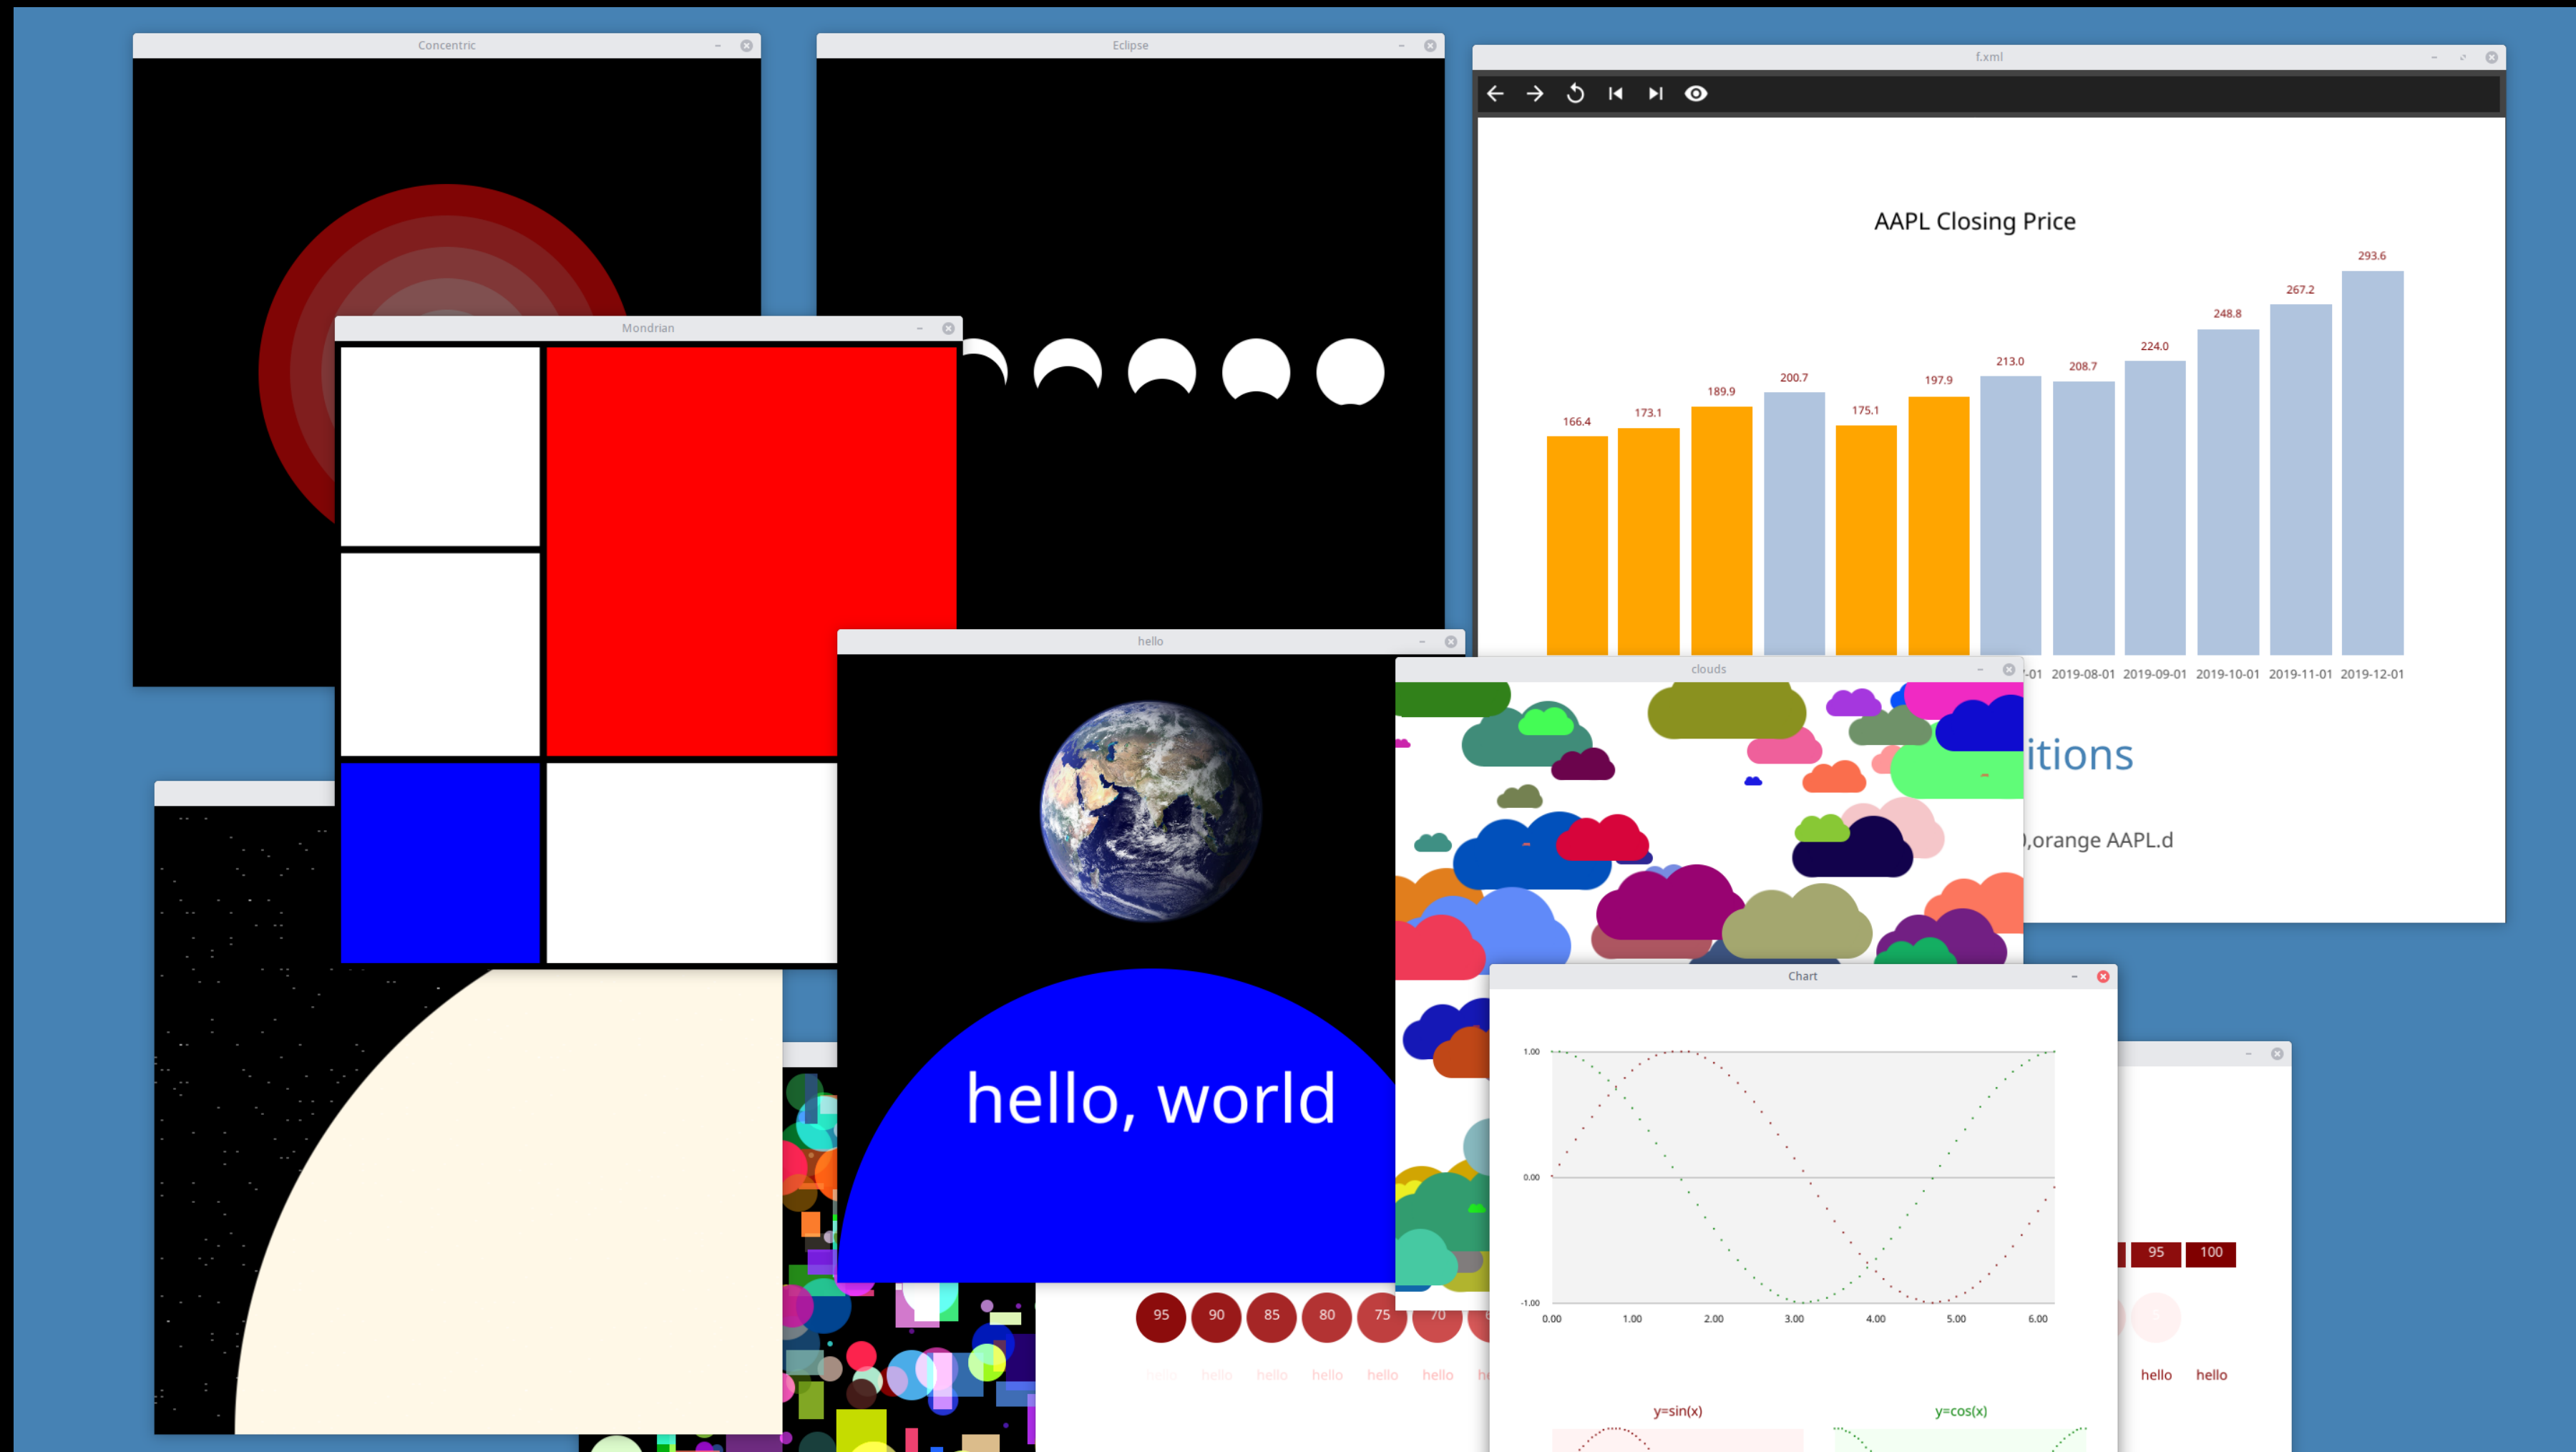 Concentric
Eclipse
f.xml
AAPL Closing Price
293.6
267.2
248.8
224.0
213.0
208.7
200.7
197.9
189.9
175.1
173.1
166.4
-01 2019-08-01 2019-09-01 2019-10-01 2019-11-01 2019-12-01
itions
,orange AAPL.d
Mondrian
hello
hello, world
clouds
Chart
1.00
0.00
-1.00
0.00 1.00 2.00 3.00 4.00 5.00 6.00
y=sin(x) y=cos(x)
95 100
95 90 85 80 75 70
hello hello hello hello hello hello
hello hello